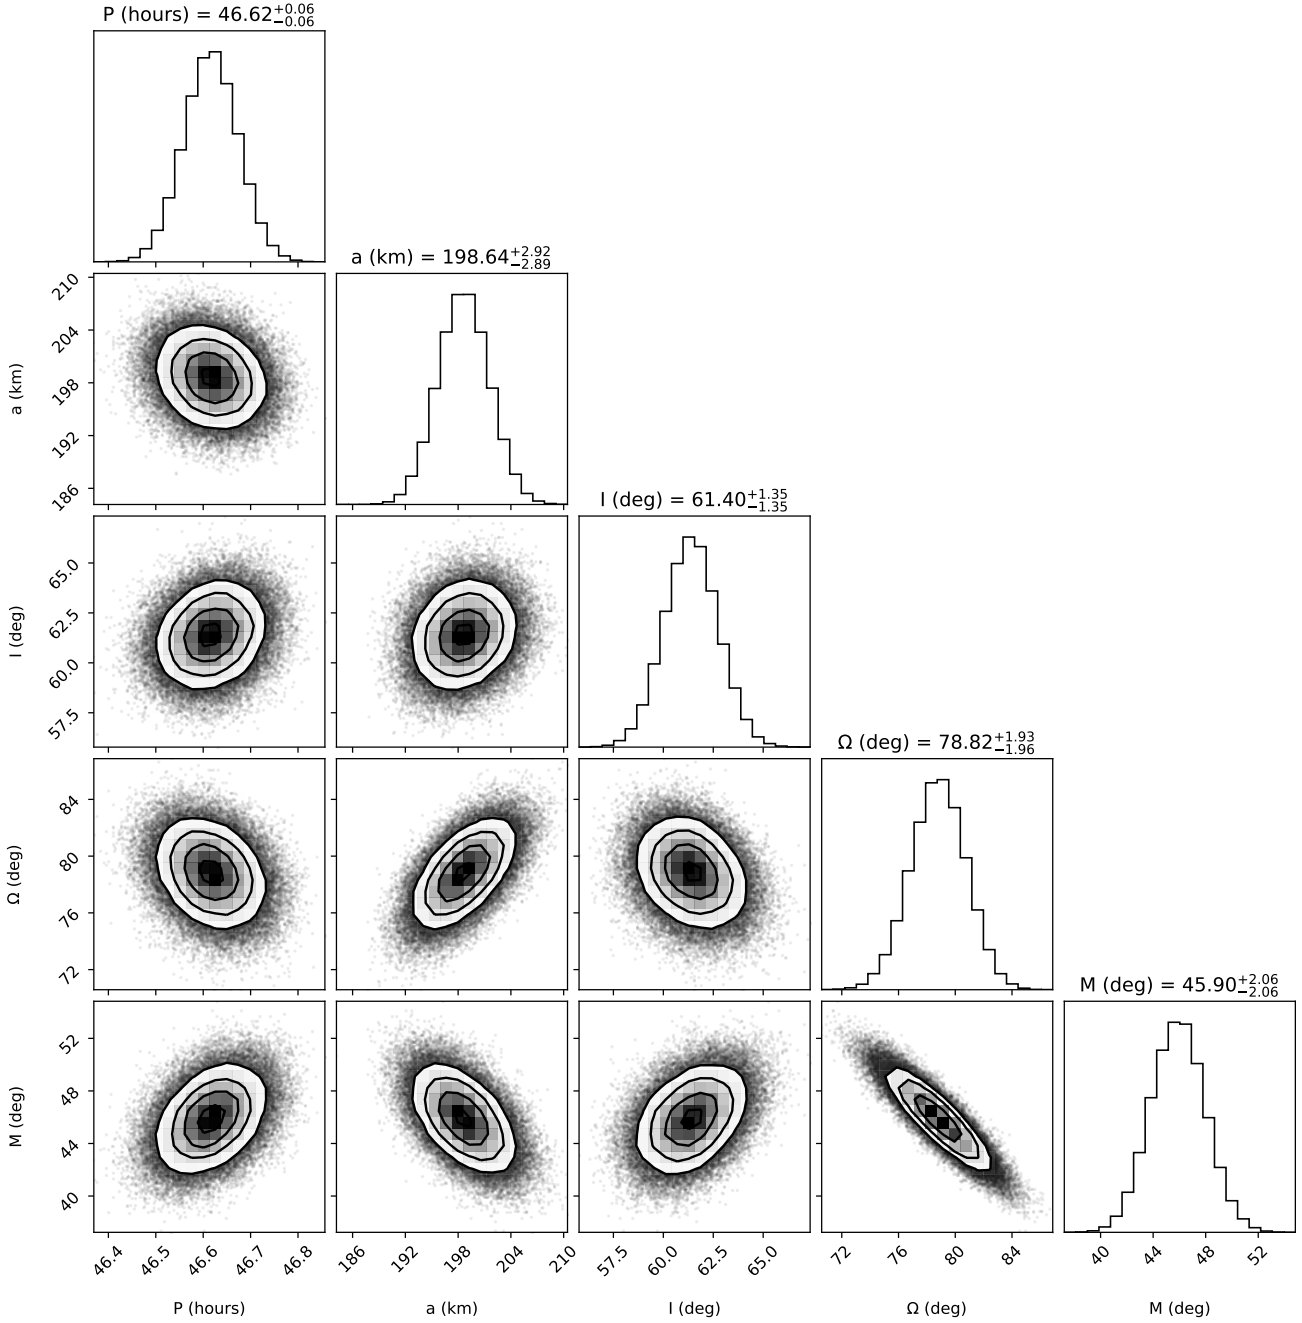 P (hours) = 46.62+0.06−0.06
210
204
198
192
186
a (km)
a (km) = 198.64+2.92−2.89
65.0
62.5
60.0
57.5
I (deg)
I (deg) = 61.40+1.35−1.35
84
80
76
72
Ω (deg)
Ω (deg) = 78.82+1.93−1.96
52
48
44
40
M (deg)
M (deg) = 45.90+2.06−2.06
46.4 46.5 46.6 46.7 46.8 186 192 198 204 210 57.5 60.0 62.5 65.0 72 76 80 84 40 44 48 52
P (hours) a (km) I (deg) Ω (deg) M (deg)